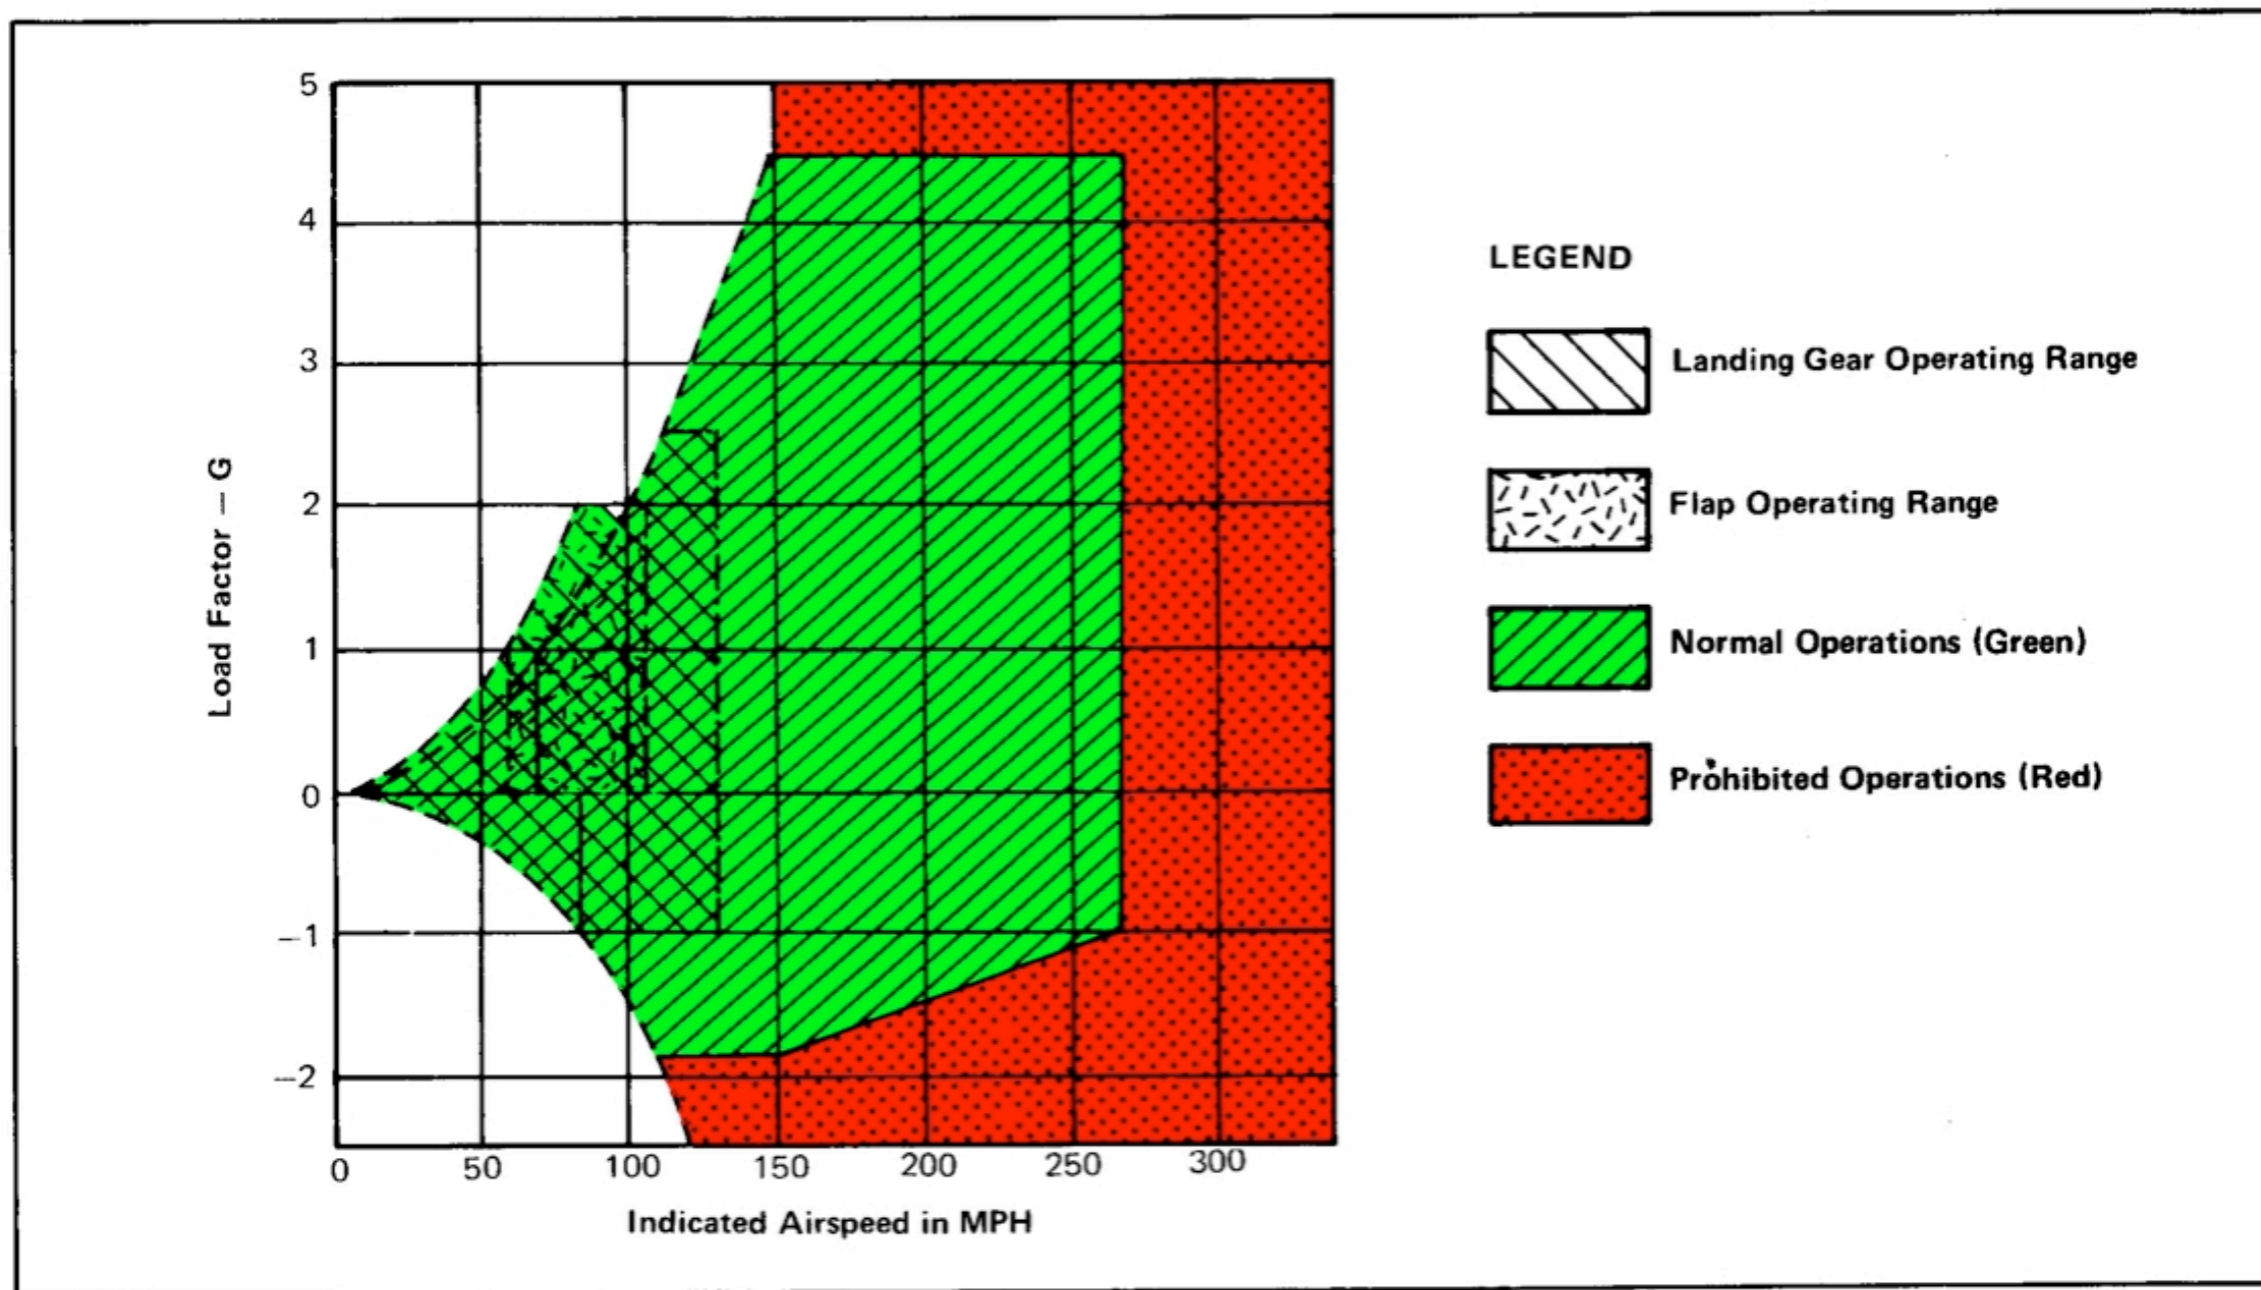 5
4
3
2
1
0
—1
—2
Load Factor — G
0 50 100 150 200 250 300
Indicated Airspeed in MPH
LEGEND
Landing Gear Operating Range
Flap Operating Range
Normal Operations (Green)
Prohibited Operations (Red)